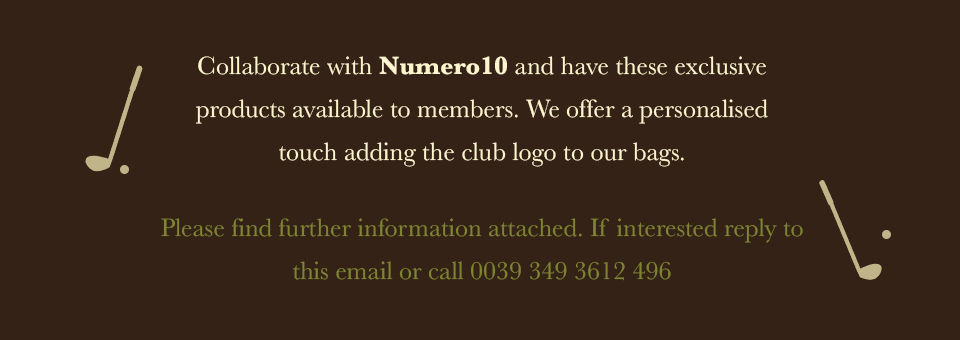 Collaborate with Numero10 and have these exclusive
products available to members. We offer a personalised
touch adding the club logo to our bags.
Please find further information attached. If interested reply to
this email or call 0039 349 3612 496